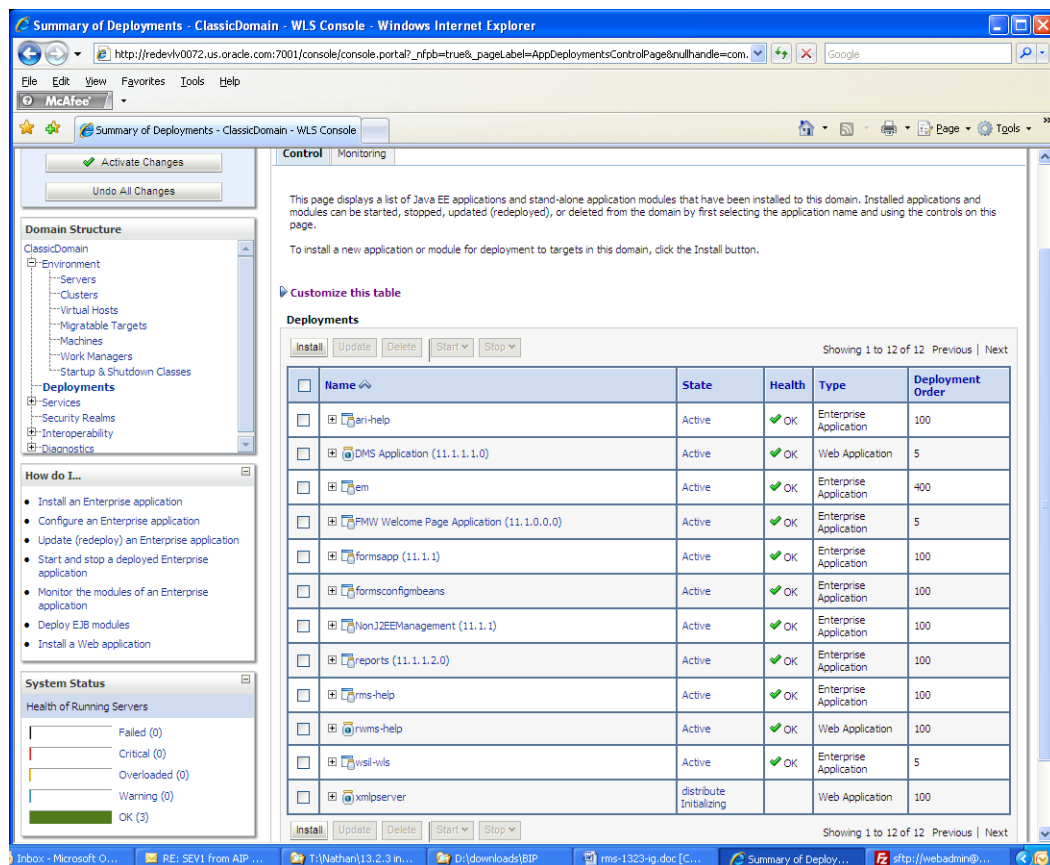 Summary of Deployments - ClassicDomain - WLS Console - Windows Internet Explorer
http://redevlv0072.us.oracle.com:7001/console/console.portal?_nfpb=true&_pageLabel=AppDeploymentsControlPage&nullhandle=com.
Google
File Edit View Favorites Tools Help
McAfee
Summary of Deployments - ClassicDomain - WLS Console
Page Tools »
Activate Changes
Undo All Changes
Domain Structure
ClassicDomain
Environment
Servers
Clusters
Virtual Hosts
Migratable Targets
Machines
Work Managers
Startup & Shutdown Classes
Deployments
Services
Security Realms
Interoperability
Diagnostics
How do I...
Install an Enterprise application
Configure an Enterprise application
Update (redeploy) an Enterprise application
Start and stop a deployed Enterprise
application
Monitor the modules of an Enterprise
application
Deploy EJB modules
Install a Web application
System Status
Health of Running Servers
Failed (0)
Critical (0)
Overloaded (0)
Warning (0)
OK (3)
Control Monitoring
This page displays a list of Java EE applications and stand-alone application modules that have been installed to this domain. Installed applications and
modules can be started, stopped, updated (redeployed), or deleted from the domain by first selecting the application name and using the controls on this
page.
To install a new application or module for deployment to targets in this domain, click the Install button.
Customize this table
Deployments
Install Update Delete Start Stop Showing 1 to 12 of 12 Previous | Next
Name State Health Type Deployment
Order
ari-help Active OK Enterprise
Application 100
DMS Application (11.1.1.1.0) Active OK Web Application 5
em Active OK Enterprise
Application 400
FMW Welcome Page Application (11.1.0.0.0) Active OK Enterprise
Application 5
formsapp (11.1.1) Active OK Enterprise
Application 100
formsconfigmbeans Active OK Enterprise
Application 100
NonJ2EEManagement (11.1.1) Active OK Enterprise
Application 100
reports (11.1.1.2.0) Active OK Enterprise
Application 100
rms-help Active OK Enterprise
Application 100
rwms-help Active OK Web Application 100
wsil-wls Active OK Enterprise
Application 5
xmlpserver distribute
Initializing Web Application 100
Install Update Delete Start Stop Showing 1 to 12 of 12 Previous | Next
Inbox - Microsoft O... RE: SEV1 from AIP ... T:\Nathan\13.2.3 in... D:\downloads\BIP rms-1323-ig.doc [C... Summary of Deploy... sftp://webadmin@...